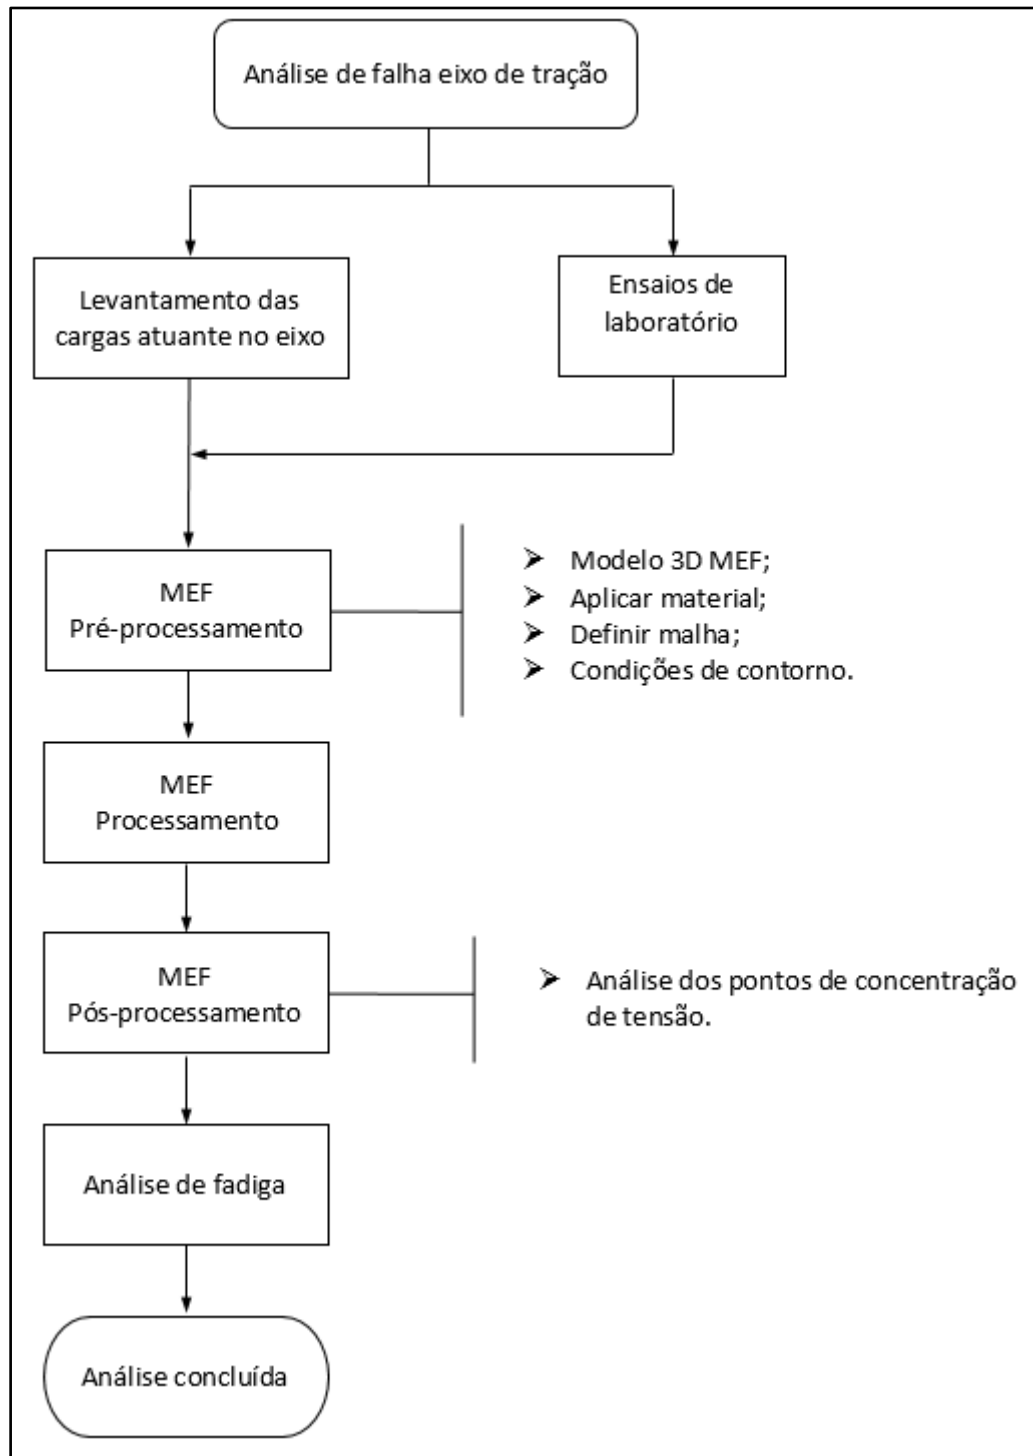 Análise de falha eixo de tração
Levantamento das
cargas atuante no eixo
Ensaios de
laboratório
MEF
Pré-processamento
➢ Modelo 3D MEF;
➢ Aplicar material;
➢ Definir malha;
➢ Condições de contorno.
MEF
Processamento
MEF
Pós-processamento
➢ Análise dos pontos de concentração
de tensão.
Análise de fadiga
Análise concluída